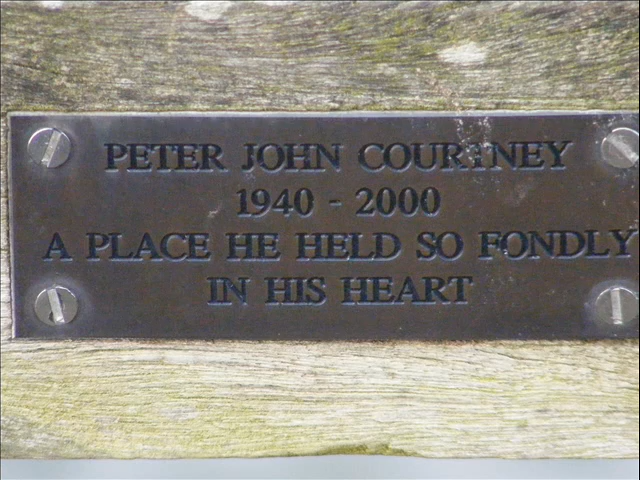 PETER JOHN COURTNEY
1940 - 2000
A PLACE HE HELD SO FONDLY
IN HIS HEART